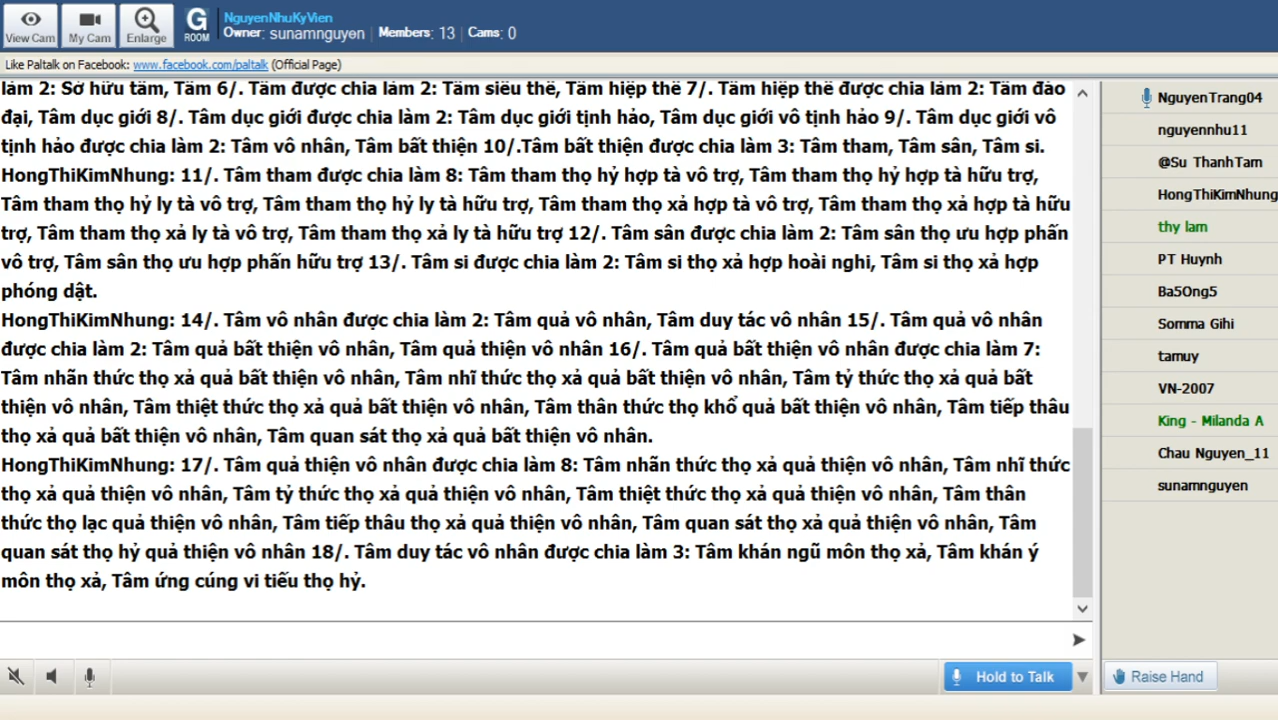 View Cam
My Cam
Enlarge
G
ROOM
NguyenNhuKyVien
Owner: sunamnguyen | Members: 13 | Cams: 0
Like Paltalk on Facebook: www.facebook.com/paltalk (Official Page)
làm 2: Sở hữu tâm, Tâm 6/. Tâm được chia làm 2: Tâm siêu thế, Tâm hiệp thế 7/. Tâm hiệp thế được chia làm 2: Tâm đáo
đại, Tâm dục giới 8/. Tâm dục giới được chia làm 2: Tâm dục giới tịnh hảo, Tâm dục giới vô tịnh hảo 9/. Tâm dục giới vô
tịnh hảo được chia làm 2: Tâm vô nhân, Tâm bất thiện 10/.Tâm bất thiện được chia làm 3: Tâm tham, Tâm sân, Tâm si.
HongThiKimNhung: 11/. Tâm tham được chia làm 8: Tâm tham thọ hỷ hợp tà vô trợ, Tâm tham thọ hỷ hợp tà hữu trợ,
Tâm tham thọ hỷ ly tà vô trợ, Tâm tham thọ hỷ ly tà hữu trợ, Tâm tham thọ xả hợp tà vô trợ, Tâm tham thọ xả hợp tà hữu
trợ, Tâm tham thọ xả ly tà vô trợ, Tâm tham thọ xả ly tà hữu trợ 12/. Tâm sân được chia làm 2: Tâm sân thọ ưu hợp phấn
vô trợ, Tâm sân thọ ưu hợp phấn hữu trợ 13/. Tâm si được chia làm 2: Tâm si thọ xả hợp hoài nghi, Tâm si thọ xả hợp
phóng dật.
HongThiKimNhung: 14/. Tâm vô nhân được chia làm 2: Tâm quả vô nhân, Tâm duy tác vô nhân 15/. Tâm quả vô nhân
được chia làm 2: Tâm quả bất thiện vô nhân, Tâm quả thiện vô nhân 16/. Tâm quả bất thiện vô nhân được chia làm 7:
Tâm nhãn thức thọ xả quả bất thiện vô nhân, Tâm nhĩ thức thọ xả quả bất thiện vô nhân, Tâm tỷ thức thọ xả quả bất
thiện vô nhân, Tâm thiệt thức thọ xả quả bất thiện vô nhân, Tâm thân thức thọ khổ quả bất thiện vô nhân, Tâm tiếp thâu
thọ xả quả bất thiện vô nhân, Tâm quan sát thọ xả quả bất thiện vô nhân.
HongThiKimNhung: 17/. Tâm quả thiện vô nhân được chia làm 8: Tâm nhãn thức thọ xả quả thiện vô nhân, Tâm nhĩ thức
thọ xả quả thiện vô nhân, Tâm tỷ thức thọ xả quả thiện vô nhân, Tâm thiệt thức thọ xả quả thiện vô nhân, Tâm thân
thức thọ lạc quả thiện vô nhân, Tâm tiếp thâu thọ xả quả thiện vô nhân, Tâm quan sát thọ xả quả thiện vô nhân, Tâm
quan sát thọ hỷ quả thiện vô nhân 18/. Tâm duy tác vô nhân được chia làm 3: Tâm khán ngũ môn thọ xả, Tâm khán ý
môn thọ xả, Tâm ứng cúng vi tiếu thọ hỷ.
NguyenTrang04
nguyennhu11
@Su ThanhTam
HongThiKimNhung
thy lam
PT Huynh
Ba5Ong5
Somma Gihi
tamuy
VN-2007
King - Milanda A
Chau Nguyen_11
sunamnguyen
Hold to Talk
Raise Hand